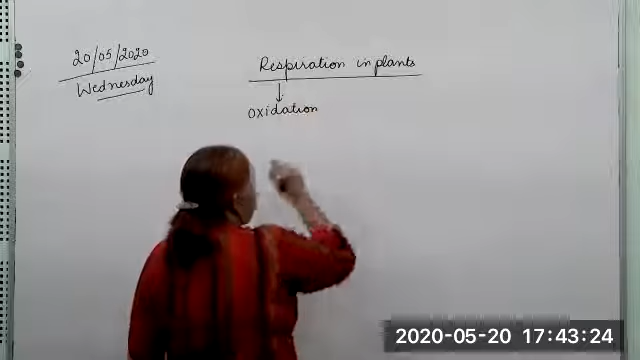 20/05/2020
Wednesday
Respiration in plants
↓
oxidation
2020-05-20 17:43:24